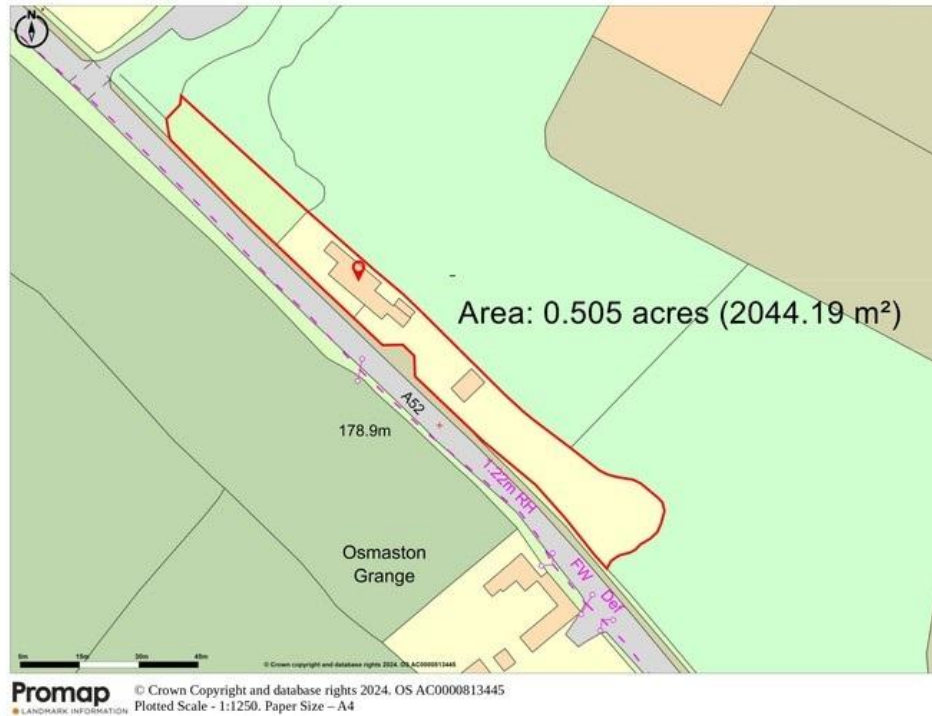 N
Area: 0.505 acres (2044.19 m²)
A52
178.9m
1.22m RH
Osmaston
Grange
FW
Def
0m 15m 30m 45m
© Crown copyright and database rights 2024. OS AC0000813445
Promap
LANDMARK INFORMATION
© Crown Copyright and database rights 2024. OS AC0000813445
Plotted Scale - 1:1250. Paper Size – A4